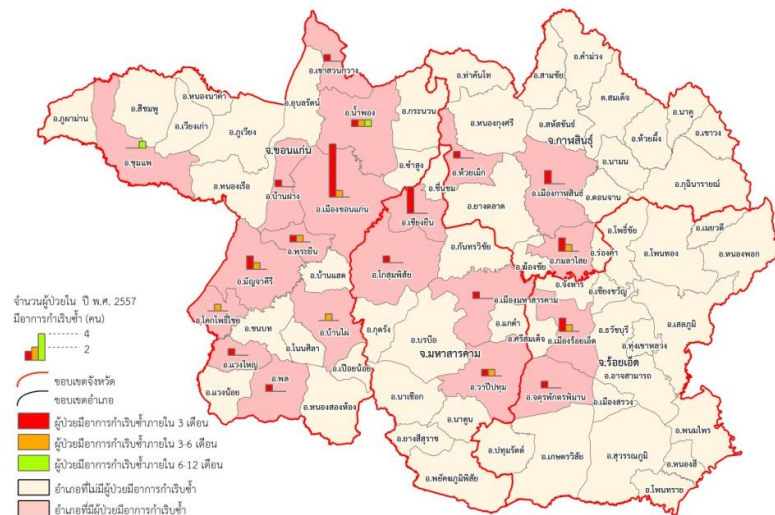 อ.เขาสวนกวาง
อ.ท่าคันโท
อ.สามชัย
อ.คำม่วง
อ.ภูผาม่าน
อ.สีชมพู
อ.หนองนาคำ
อ.เวียงเก่า
อ.ภูเวียง
อ.อุบลรัตน์
อ.น้ำพอง
อ.กระนวน
อ.หนองกุงศรี
อ.สหัสขันธ์
ด.สมเด็จ
อ.ห้วยผึ้ง
อ.นาคู
อ.เขาวง
อ.ชุมแพ
อ.หนองเรือ
จ.ขอนแก่น
อ.บ้านฝาง
อ.เมืองขอนแก่น
อ.ซำสูง
อ.ชื่นชม
อ.เชียงยืน
อ.ห้วยเม็ก
อ.ยางตลาด
จ.กาฬสินธุ์
อ.เมืองกาฬสินธุ์
อ.นามน
อ.ดอนจาน
อ.กุฉินารายณ์
อ.พระยืน
อ.มัญจาคีรี
อ.บ้านแฮด
อ.โกสุมพิสัย
อ.กันทรวิชัย
อ.ฆ้องชัย
อ.กมลาไสย
อ.ร่องคำ
อ.โพธิ์ชัย
อ.โพนทอง
อ.เมยวดี
อ.หนองพอก
อ.โคกโพธิ์ไชย
อ.ชนบท
อ.บ้านไผ่
อ.โนนศิลา
อ.เปือยน้อย
อ.กุดรัง
อ.บรบือ
อ.เมืองมหาสารคาม
อ.แกดำ
จ.มหาสารคาม
อ.ศรีสมเด็จ
อ.จังหาร
อ.เชียงขวัญ
อ.เมืองร้อยเอ็ด
อ.ธวัชบุรี
อ.ทุ่งเขาหลวง
อ.เสลภูมิ
จ.ร้อยเอ็ด
อ.อาจสามารถ
อ.แวงใหญ่
อ.แวงน้อย
อ.พล
อ.หนองสองห้อง
อ.นาเชือก
อ.วาปีปทุม
อ.นาดูน
อ.ยางสีสุราช
อ.พยัคฆภูมิพิสัย
อ.จตุรพักตรพิมาน
อ.เมืองสรวง
อ.ปทุมรัตต์
อ.เกษตรวิสัย
อ.สุวรรณภูมิ
อ.พนมไพร
อ.หนองฮี
อ.โพนทราย
จำนวนผู้ป่วยใน ปี พ.ศ. 2557
มีอาการกำเริบซ้ำ (คน)
4
2
ขอบเขตจังหวัด
ขอบเขตอำเภอ
ผู้ป่วยมีอาการกำเริบซ้ำภายใน 3 เดือน
ผู้ป่วยมีอาการกำเริบซ้ำภายใน 3-6 เดือน
ผู้ป่วยมีอาการกำเริบซ้ำภายใน 6-12 เดือน
อำเภอที่ไม่มีผู้ป่วยมีอาการกำเริบซ้ำ
อำเภอที่มีผู้ป่วยมีอาการกำเริบซ้ำ